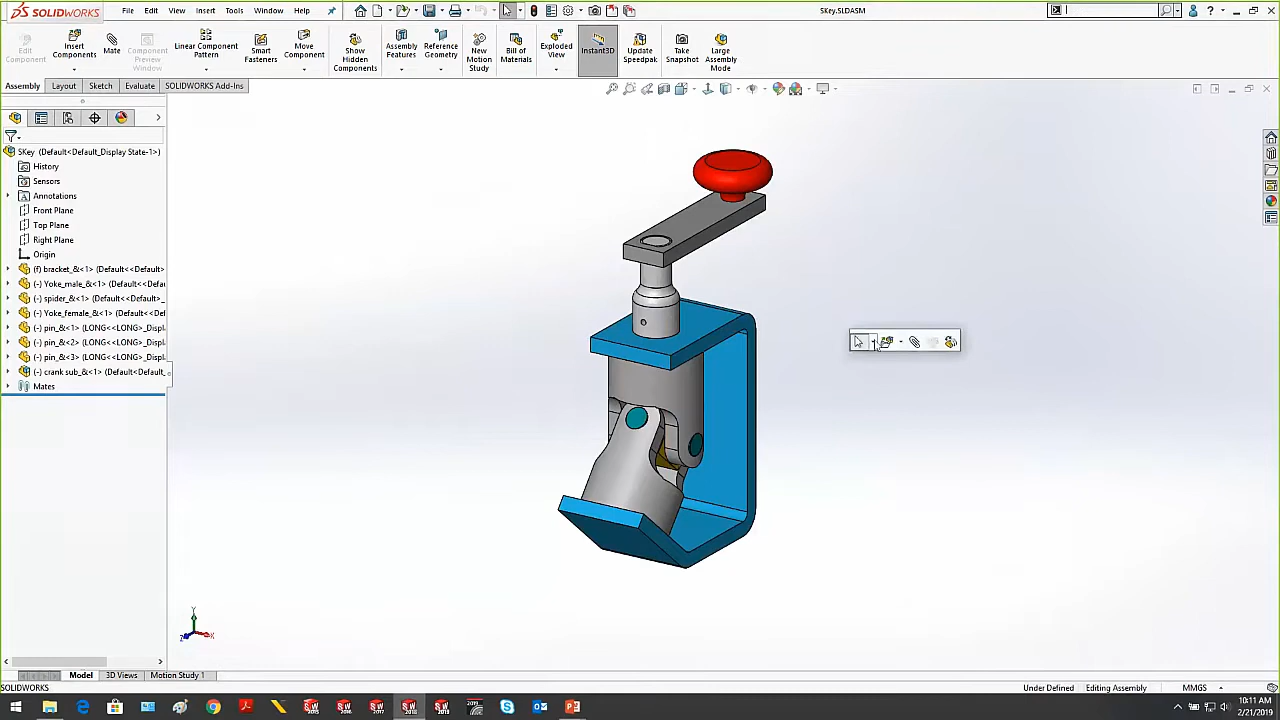 SOLIDWORKS File Edit View Insert Tools Window Help SKey.SLDASM
Edit Component
Insert Components
Mate
Component Preview Window
Linear Component Pattern
Smart Fasteners
Move Component
Show Hidden Components
Assembly Features
Reference Geometry
New Motion Study
Bill of Materials
Exploded View
Instant3D
Update Speedpak
Take Snapshot
Large Assembly Mode
Assembly Layout Sketch Evaluate SOLIDWORKS Add-Ins
SKey (Default<Default_Display State-1>)
History
Sensors
Annotations
Front Plane
Top Plane
Right Plane
Origin
(f) bracket_&<1> (Default<<Default>
(-) Yoke_male_&<1> (Default<<Defau
(-) spider_&<1> (Default<<Default>_
(-) Yoke_female_&<1> (Default<<Def
(-) pin_&<1> (LONG<<LONG>_Displ
(-) pin_&<2> (LONG<<LONG>_Displ
(-) pin_&<3> (LONG<<LONG>_Displ
(-) crank sub_&<1> (Default<Default_
Mates
Y
Z
X
Model 3D Views Motion Study 1
SOLIDWORKS Under Defined Editing Assembly MMGS
10:11 AM
2/21/2019